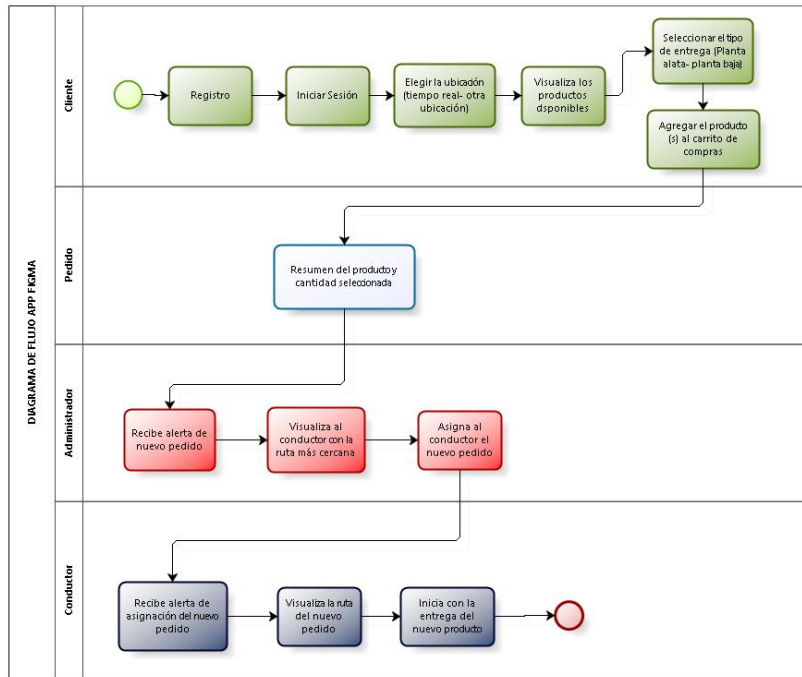 DIAGRAMA DE FLUJO APP FIGMA
Cliente
Registro
Iniciar Sesión
Elegir la ubicación
(tiempo real- otra
ubicación)
Visualiza los
productos
dsponibles
Seleccionar el tipo
de entrega (Planta
alata- planta baja)
Agregar el producto
(s) al carrito de
compras
Pedido
Resumen del producto y
cantidad seleccionada
Administrador
Recibe alerta de
nuevo pedido
Visualiza al
conductor con la
ruta más cercana
Asigna al
conductor el
nuevo pedido
Conductor
Recibe alerta de
asignación del nuevo
pedido
Visualiza la ruta
del nuevo
pedido
Inicia con la
entrega del
nuevo producto